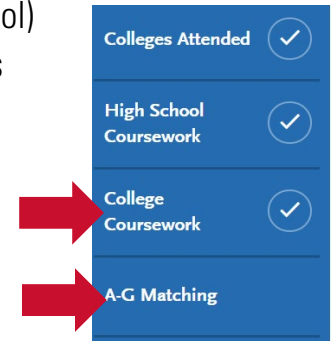 ol)
s
Colleges Attended
High School
Coursework
College
Coursework
A-G Matching